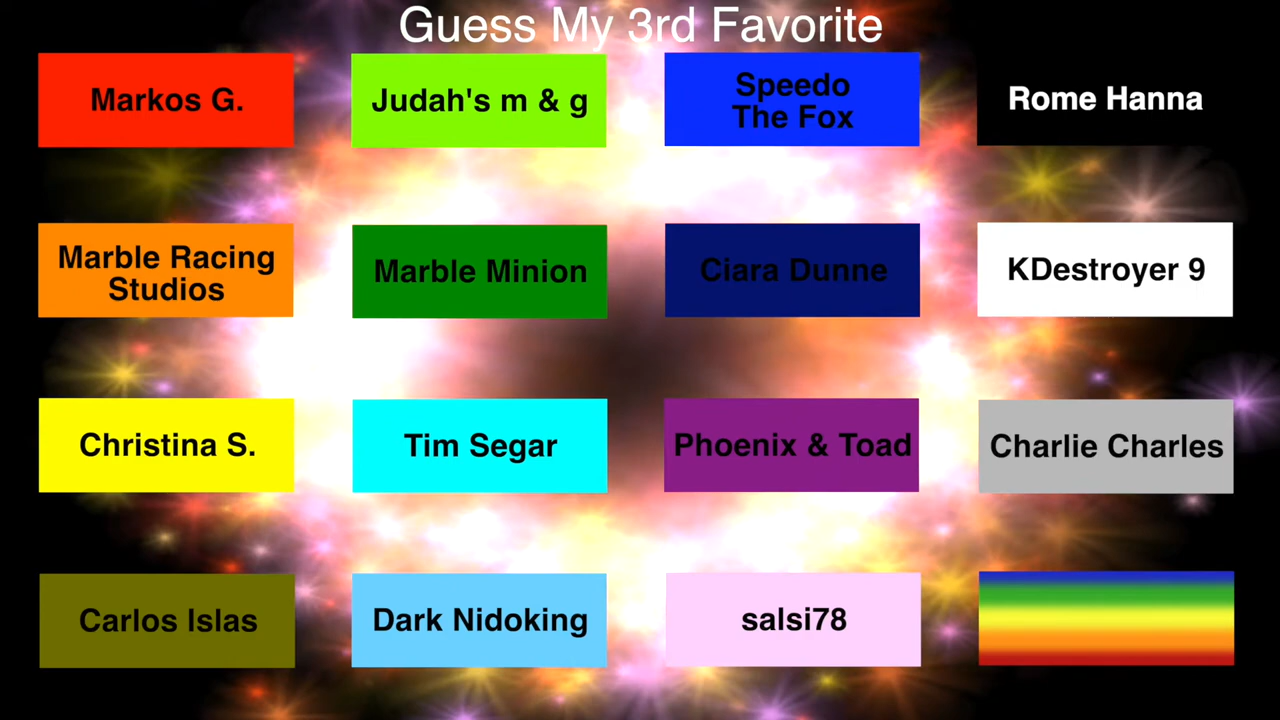 Guess My 3rd Favorite
Markos G.
Judah's m & g
Speedo
The Fox
Rome Hanna
Marble Racing
Studios
Marble Minion
Ciara Dunne
KDestroyer 9
Christina S.
Tim Segar
Phoenix & Toad
Charlie Charles
Carlos Islas
Dark Nidoking
salsi78